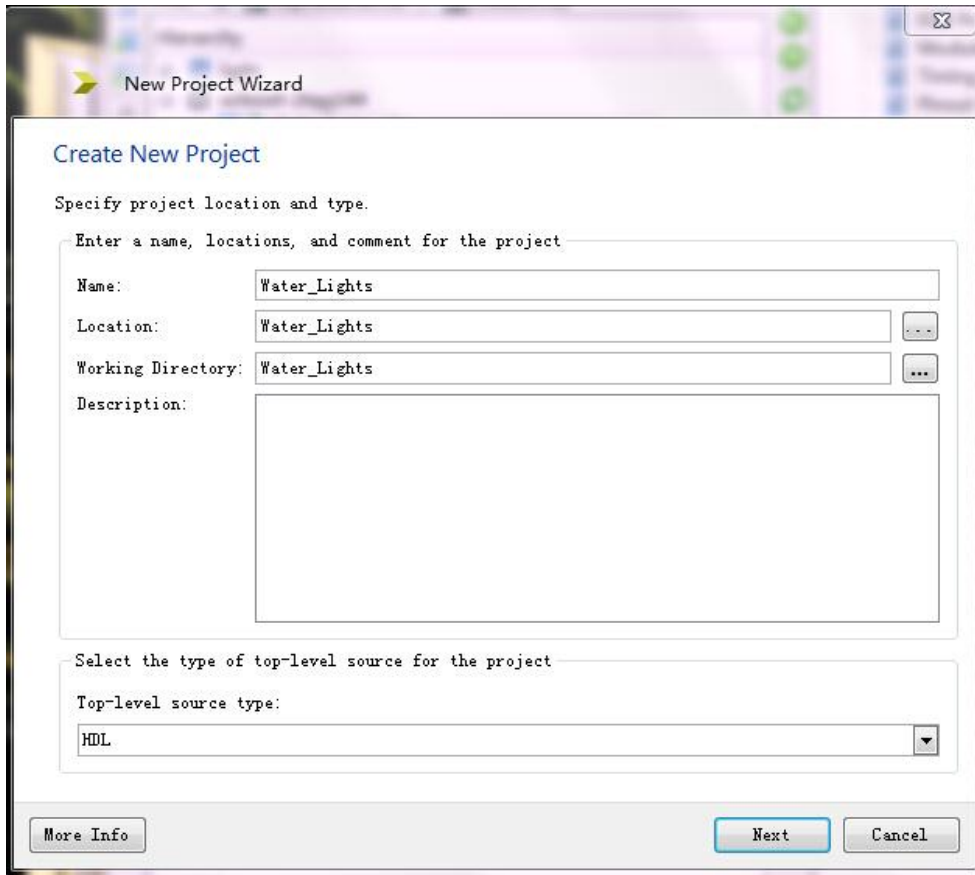 New Project Wizard
Create New Project
Specify project location and type.
Enter a name, locations, and comment for the project
Name: Water_Lights
Location: Water_Lights ...
Working Directory: Water_Lights ...
Description:
Select the type of top-level source for the project
Top-level source type:
HDL
More Info Next Cancel